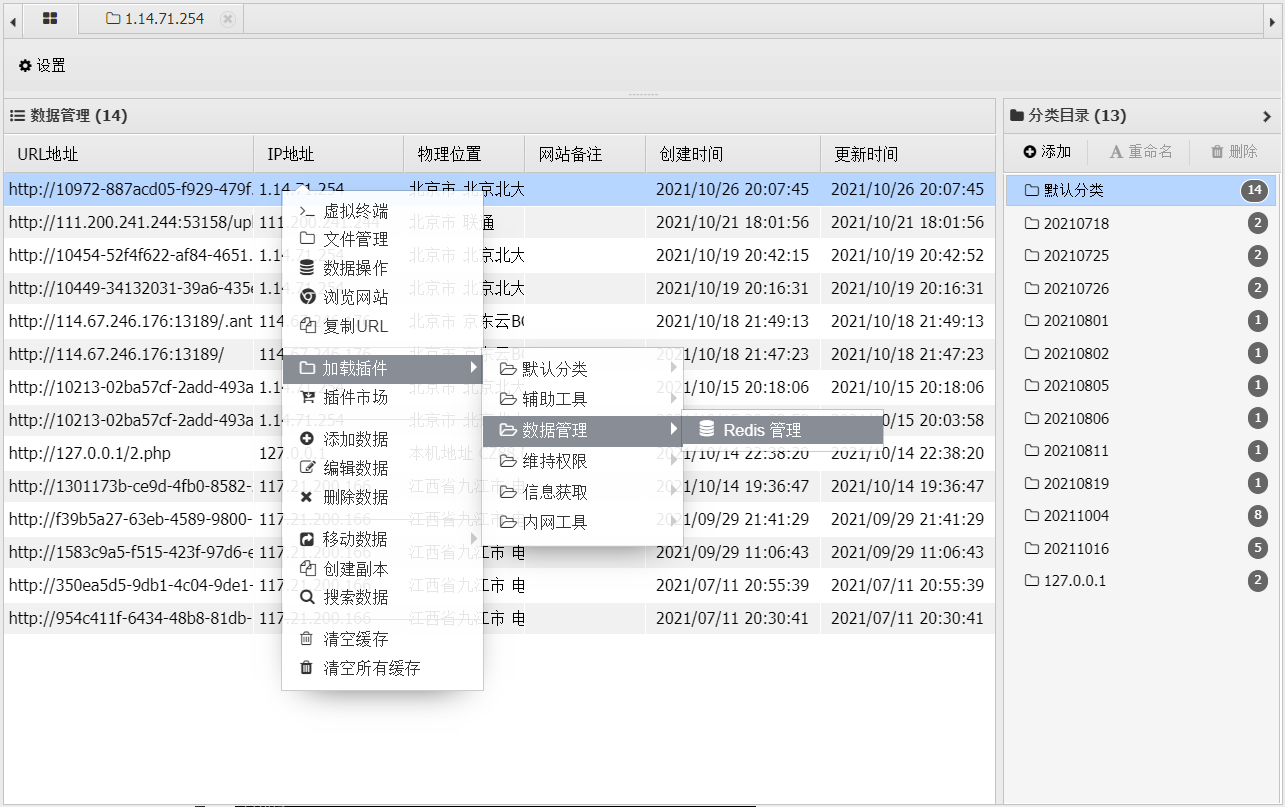 1.14.71.254
设置
数据管理 (14)
URL地址 IP地址 物理位置 网站备注 创建时间 更新时间
http://10972-887acd05-f929-479f. 1.14.71.254 北京市 北京北大 2021/10/26 20:07:45 2021/10/26 20:07:45
http://111.200.241.244:53158/upl 111.200.241.244 北京市 联通 2021/10/21 18:01:56 2021/10/21 18:01:56
http://10454-52f4f622-af84-4651. 1.14.71.254 北京市 北京北大 2021/10/19 20:42:15 2021/10/19 20:42:52
http://10449-34132031-39a6-435e 1.14.71.254 北京市 北京北大 2021/10/19 20:16:31 2021/10/19 20:16:31
http://114.67.246.176:13189/.ant 114.67.246.176 北京市 京东云BG 2021/10/18 21:49:13 2021/10/18 21:49:13
http://114.67.246.176:13189/ 114.67.246.176 北京市 京东云BG /10/18 21:47:23 2021/10/18 21:47:23
http://10213-02ba57cf-2add-493a 1.14.71.254 /10/15 20:18:06 2021/10/15 20:18:06
http://10213-02ba57cf-2add-493a 1.14.71.254 /10/15 20:03:58
http://127.0.0.1/2.php 127.0.0.1 本机地址 2021/10/14 22:38:20 2021/10/14 22:38:20
http://1301173b-ce9d-4fb0-8582- 117.21.200.166 江西省九江市 电 2021/10/14 19:36:47 2021/10/14 19:36:47
http://f39b5a27-63eb-4589-9800- 117.21.200.166 江西省九江市 电 2021/09/29 21:41:29 2021/09/29 21:41:29
http://1583c9a5-f515-423f-97d6-e 117.21.200.166 江西省九江市 电 2021/09/29 11:06:43 2021/09/29 11:06:43
http://350ea5d5-9db1-4c04-9de1- 117.21.200.166 江西省九江市 电 2021/07/11 20:55:39 2021/07/11 20:55:39
http://954c411f-6434-48b8-81db- 117.21.200.166 江西省九江市 电 2021/07/11 20:30:41 2021/07/11 20:30:41
虚拟终端
文件管理
数据操作
浏览网站
复制URL
加载插件
插件市场
添加数据
编辑数据
删除数据
移动数据
创建副本
搜索数据
清空缓存
清空所有缓存
默认分类
辅助工具
数据管理
维持权限
信息获取
内网工具
Redis 管理
分类目录 (13)
添加 重命名 删除
默认分类 14
20210718 2
20210725 2
20210726 2
20210801 1
20210802 1
20210805 1
20210806 1
20210811 1
20210819 1
20211004 8
20211016 5
127.0.0.1 2